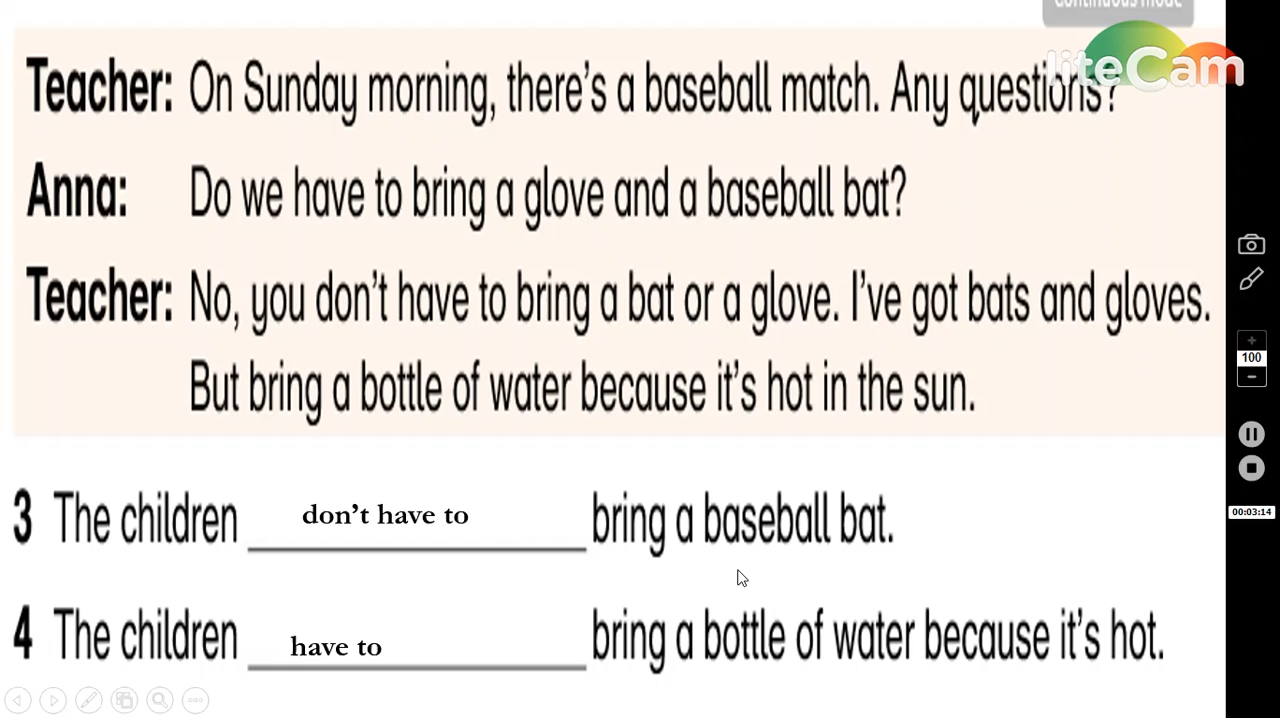 Continuous mode
liteCam
Teacher: On Sunday morning, there's a baseball match. Any questions?
Anna: Do we have to bring a glove and a baseball bat?
Teacher: No, you don't have to bring a bat or a glove. I've got bats and gloves.
But bring a bottle of water because it's hot in the sun.
100
3 The children don't have to bring a baseball bat.
00:03:14
4 The children have to bring a bottle of water because it's hot.